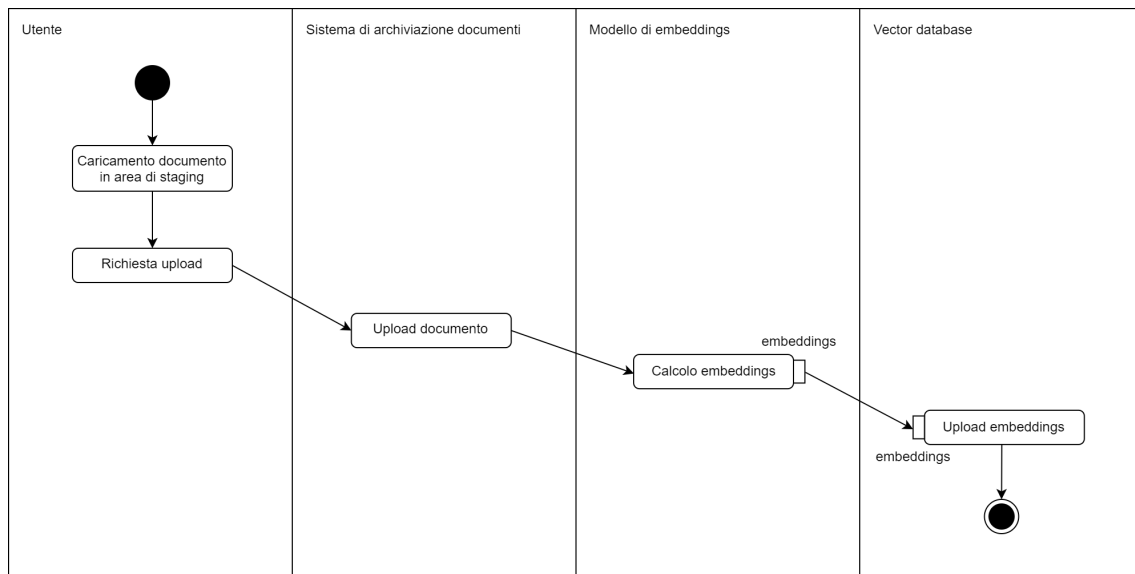 Utente
Sistema di archiviazione documenti
Modello di embeddings
Vector database
Caricamento documento
in area di staging
Richiesta upload
Upload documento
embeddings
Calcolo embeddings
Upload embeddings
embeddings